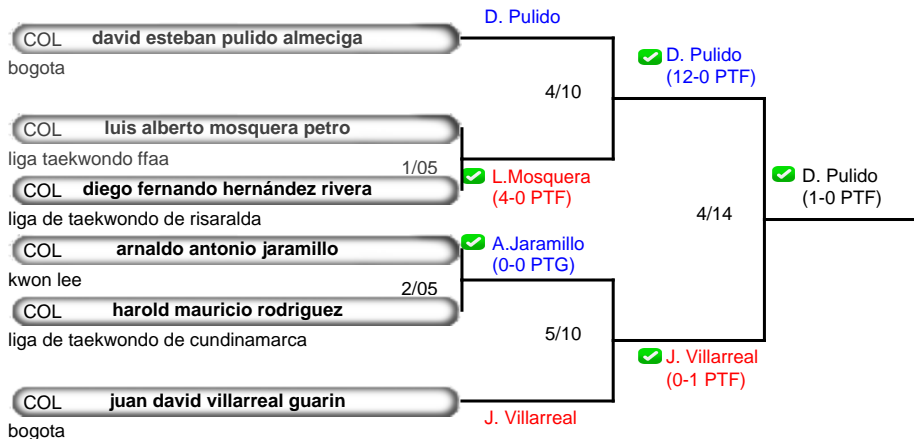 D. Pulido
COL david esteban pulido almeciga
bogota
D. Pulido
(12-0 PTF)
4/10
COL luis alberto mosquera petro
liga taekwondo ffaa
1/05
L.Mosquera
(4-0 PTF)
COL diego fernando hernández rivera
liga de taekwondo de risaralda
D. Pulido
(1-0 PTF)
4/14
COL arnaldo antonio jaramillo
kwon lee
A.Jaramillo
(0-0 PTG)
2/05
COL harold mauricio rodriguez
liga de taekwondo de cundinamarca
5/10
J. Villarreal
(0-1 PTF)
COL juan david villarreal guarin
bogota
J. Villarreal